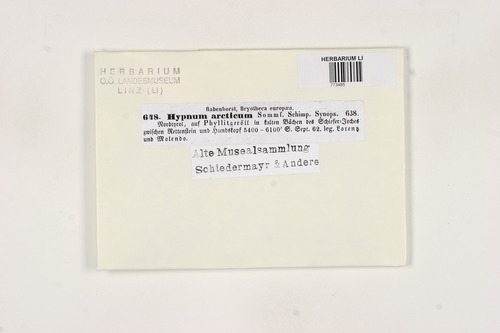 HERBARIUM
O.Ö. LANDESMUSEUM
LINZ (LI)
HERBARIUM LI
773485
Rabenhorst, Bryotheca europaea.
648. Hypnum arcticum Sommf. Schimp. Synops. 638.
Nordtyrol, auf Phyllitgeröll in kalten Bächen des Schiefer-Joches
zwischen Rettenstein und Hundskopf 5400 - 6100' S. Sept. 62. leg. Lorentz
und Molendo.
Alte Musealsammlung
Schiedermayr & Andere